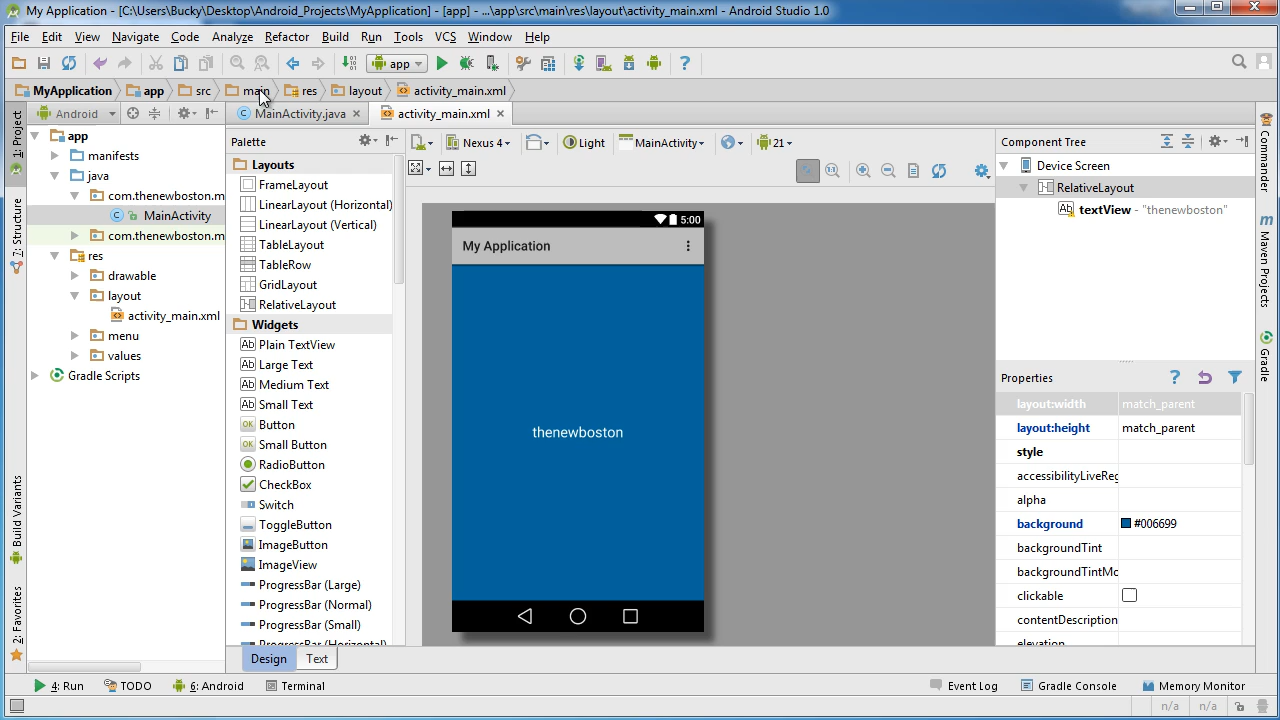 My Application - [C:\Users\Bucky\Desktop\Android_Projects\MyApplication] - [app] - ...\app\src\main\res\layout\activity_main.xml - Android Studio 1.0
File Edit View Navigate Code Analyze Refactor Build Run Tools VCS Window Help
app
MyApplication app src main res layout activity_main.xml
Android
MainActivity.java
activity_main.xml
1: Project
7: Structure
Build Variants
2: Favorites
app
manifests
java
com.thenewboston.m
MainActivity
com.thenewboston.m
res
drawable
layout
activity_main.xml
menu
values
Gradle Scripts
Palette
Layouts
FrameLayout
LinearLayout (Horizontal)
LinearLayout (Vertical)
TableLayout
TableRow
GridLayout
RelativeLayout
Widgets
Plain TextView
Large Text
Medium Text
Small Text
Button
Small Button
RadioButton
CheckBox
Switch
ToggleButton
ImageButton
ImageView
ProgressBar (Large)
ProgressBar (Normal)
ProgressBar (Small)
ProgressBar (Horizontal)
Design Text
Nexus 4 Light MainActivity 21
5:00
My Application
thenewboston
Component Tree
Device Screen
RelativeLayout
textView - "thenewboston"
Properties
layout:width match_parent
layout:height match_parent
style
accessibilityLiveReg
alpha
background #006699
backgroundTint
backgroundTintMo
clickable
contentDescription
elevation
Commander
Maven Projects
Gradle
4: Run TODO 6: Android Terminal
Event Log Gradle Console Memory Monitor
n/a n/a